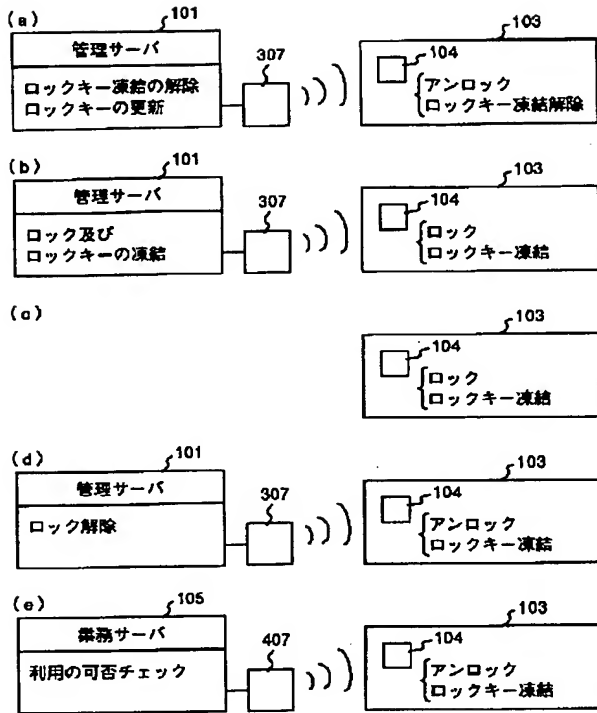 (a)
101
管理サーバ
ロックキー凍結の解除
ロックキーの更新
307
103
104
アンロック
ロックキー凍結解除
(b)
101
管理サーバ
ロック及び
ロックキーの凍結
307
103
104
ロック
ロックキー凍結
(c)
103
104
ロック
ロックキー凍結
(d)
101
管理サーバ
ロック解除
307
103
104
アンロック
ロックキー凍結
(e)
105
業務サーバ
利用の可否チェック
407
103
104
アンロック
ロックキー凍結